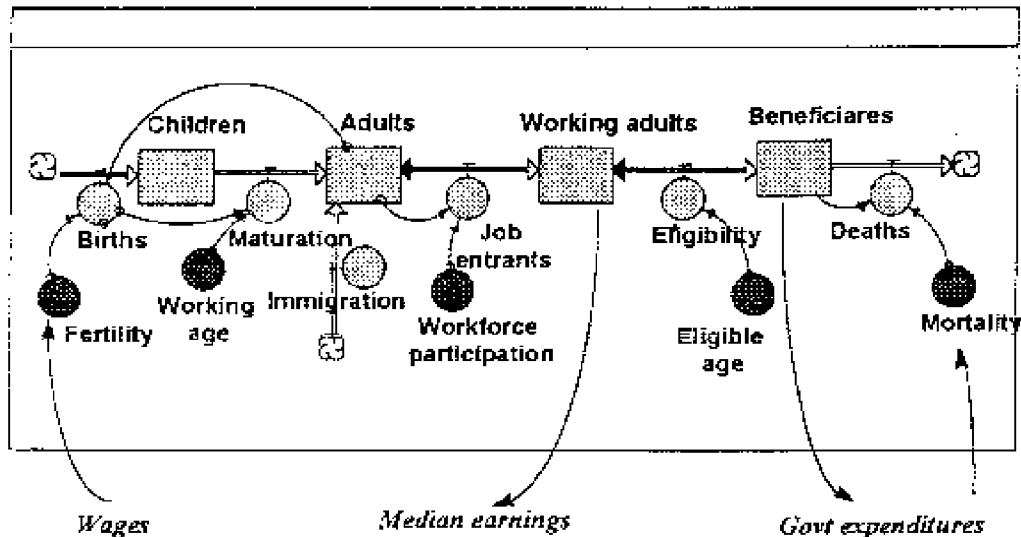 Children
Adults
Working adults
Beneficiares
Births
Maturation
Job
entrants
Eligibility
Deaths
Fertility
Working
age
Immigration
Workforce
participation
Eligible
age
Mortality
Wages
Median earnings
Govt expenditures